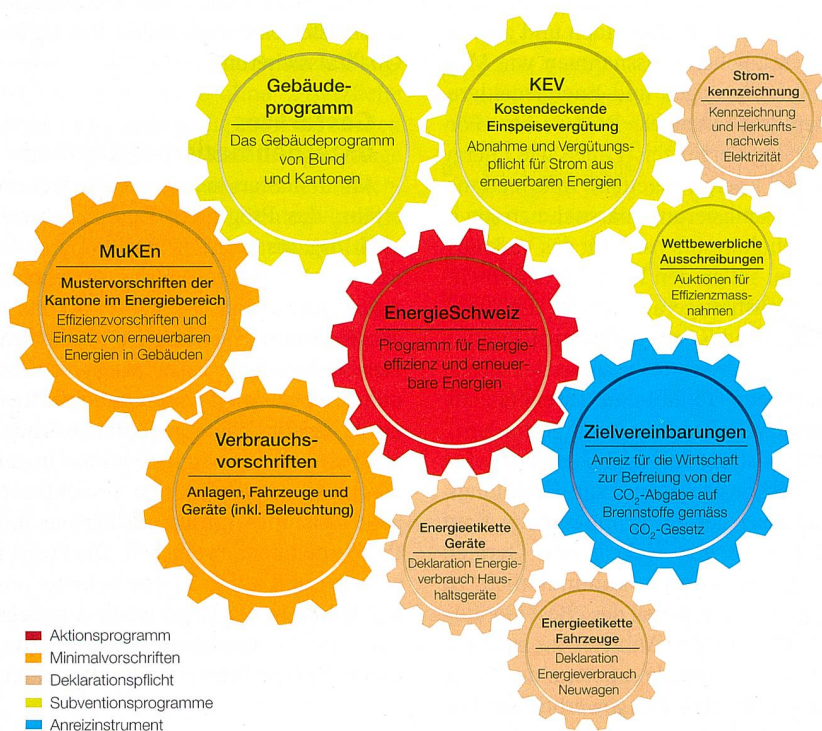 Gebäude-
programm
Das Gebäudeprogramm
von Bund
und Kantonen
KEV
Kostendeckende
Einspeisevergütung
Abnahme und Vergütungs-
pflicht für Strom aus
erneuerbaren Energien
Strom-
kennzeichnung
Kennzeichnung
und Herkunfts-
nachweis
Elektrizität
MuKEn
Mustervorschriften der
Kantone im Energiebereich
Effizienzvorschriften und
Einsatz von erneuerbaren
Energien in Gebäuden
EnergieSchweiz
Programm für Energie-
effizienz und erneuer-
bare Energien
Wettbewerbliche
Ausschreibungen
Auktionen für
Effizienzmass-
nahmen
Verbrauchs-
vorschriften
Anlagen, Fahrzeuge und
Geräte (inkl. Beleuchtung)
Zielvereinbarungen
Anreiz für die Wirtschaft
zur Befreiung von der
CO₂-Abgabe auf
Brennstoffe gemäss
CO₂-Gesetz
Energieetikette
Geräte
Deklaration Energie-
verbrauch Haus-
haltsgeräte
Energieetikette
Fahrzeuge
Deklaration
Energieverbrauch
Neuwagen
Aktionsprogramm
Minimalvorschriften
Deklarationspflicht
Subventionsprogramme
Anreizinstrument